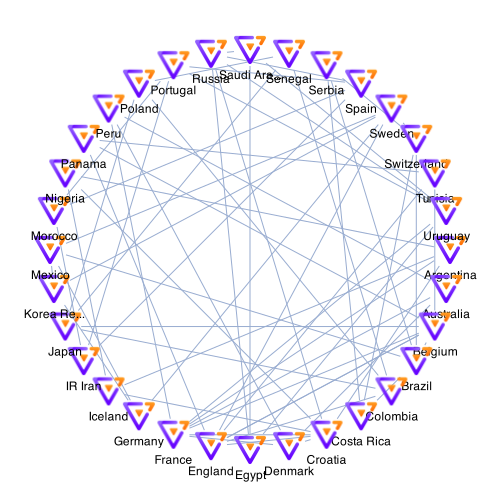 Saudi Ara..
Russia
Senegal
Portugal
Serbia
Poland
Spain
Peru
Sweden
Panama
Switzerland
Nigeria
Tunisia
Morocco
Uruguay
Mexico
Argentina
Korea Re..
Australia
Japan
Belgium
IR Iran
Brazil
Iceland
Colombia
Germany
Costa Rica
France
Croatia
England
Denmark
Egypt